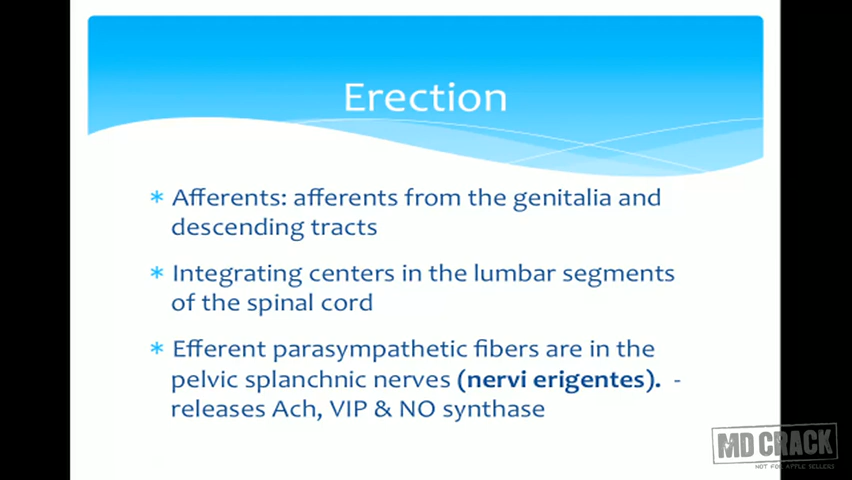 Erection
* Afferents: afferents from the genitalia and
descending tracts
* Integrating centers in the lumbar segments
of the spinal cord
* Efferent parasympathetic fibers are in the
pelvic splanchnic nerves (nervi erigentes). -
releases Ach, VIP & NO synthase
MD CRACK
NOT FOR APPLE SELLERS